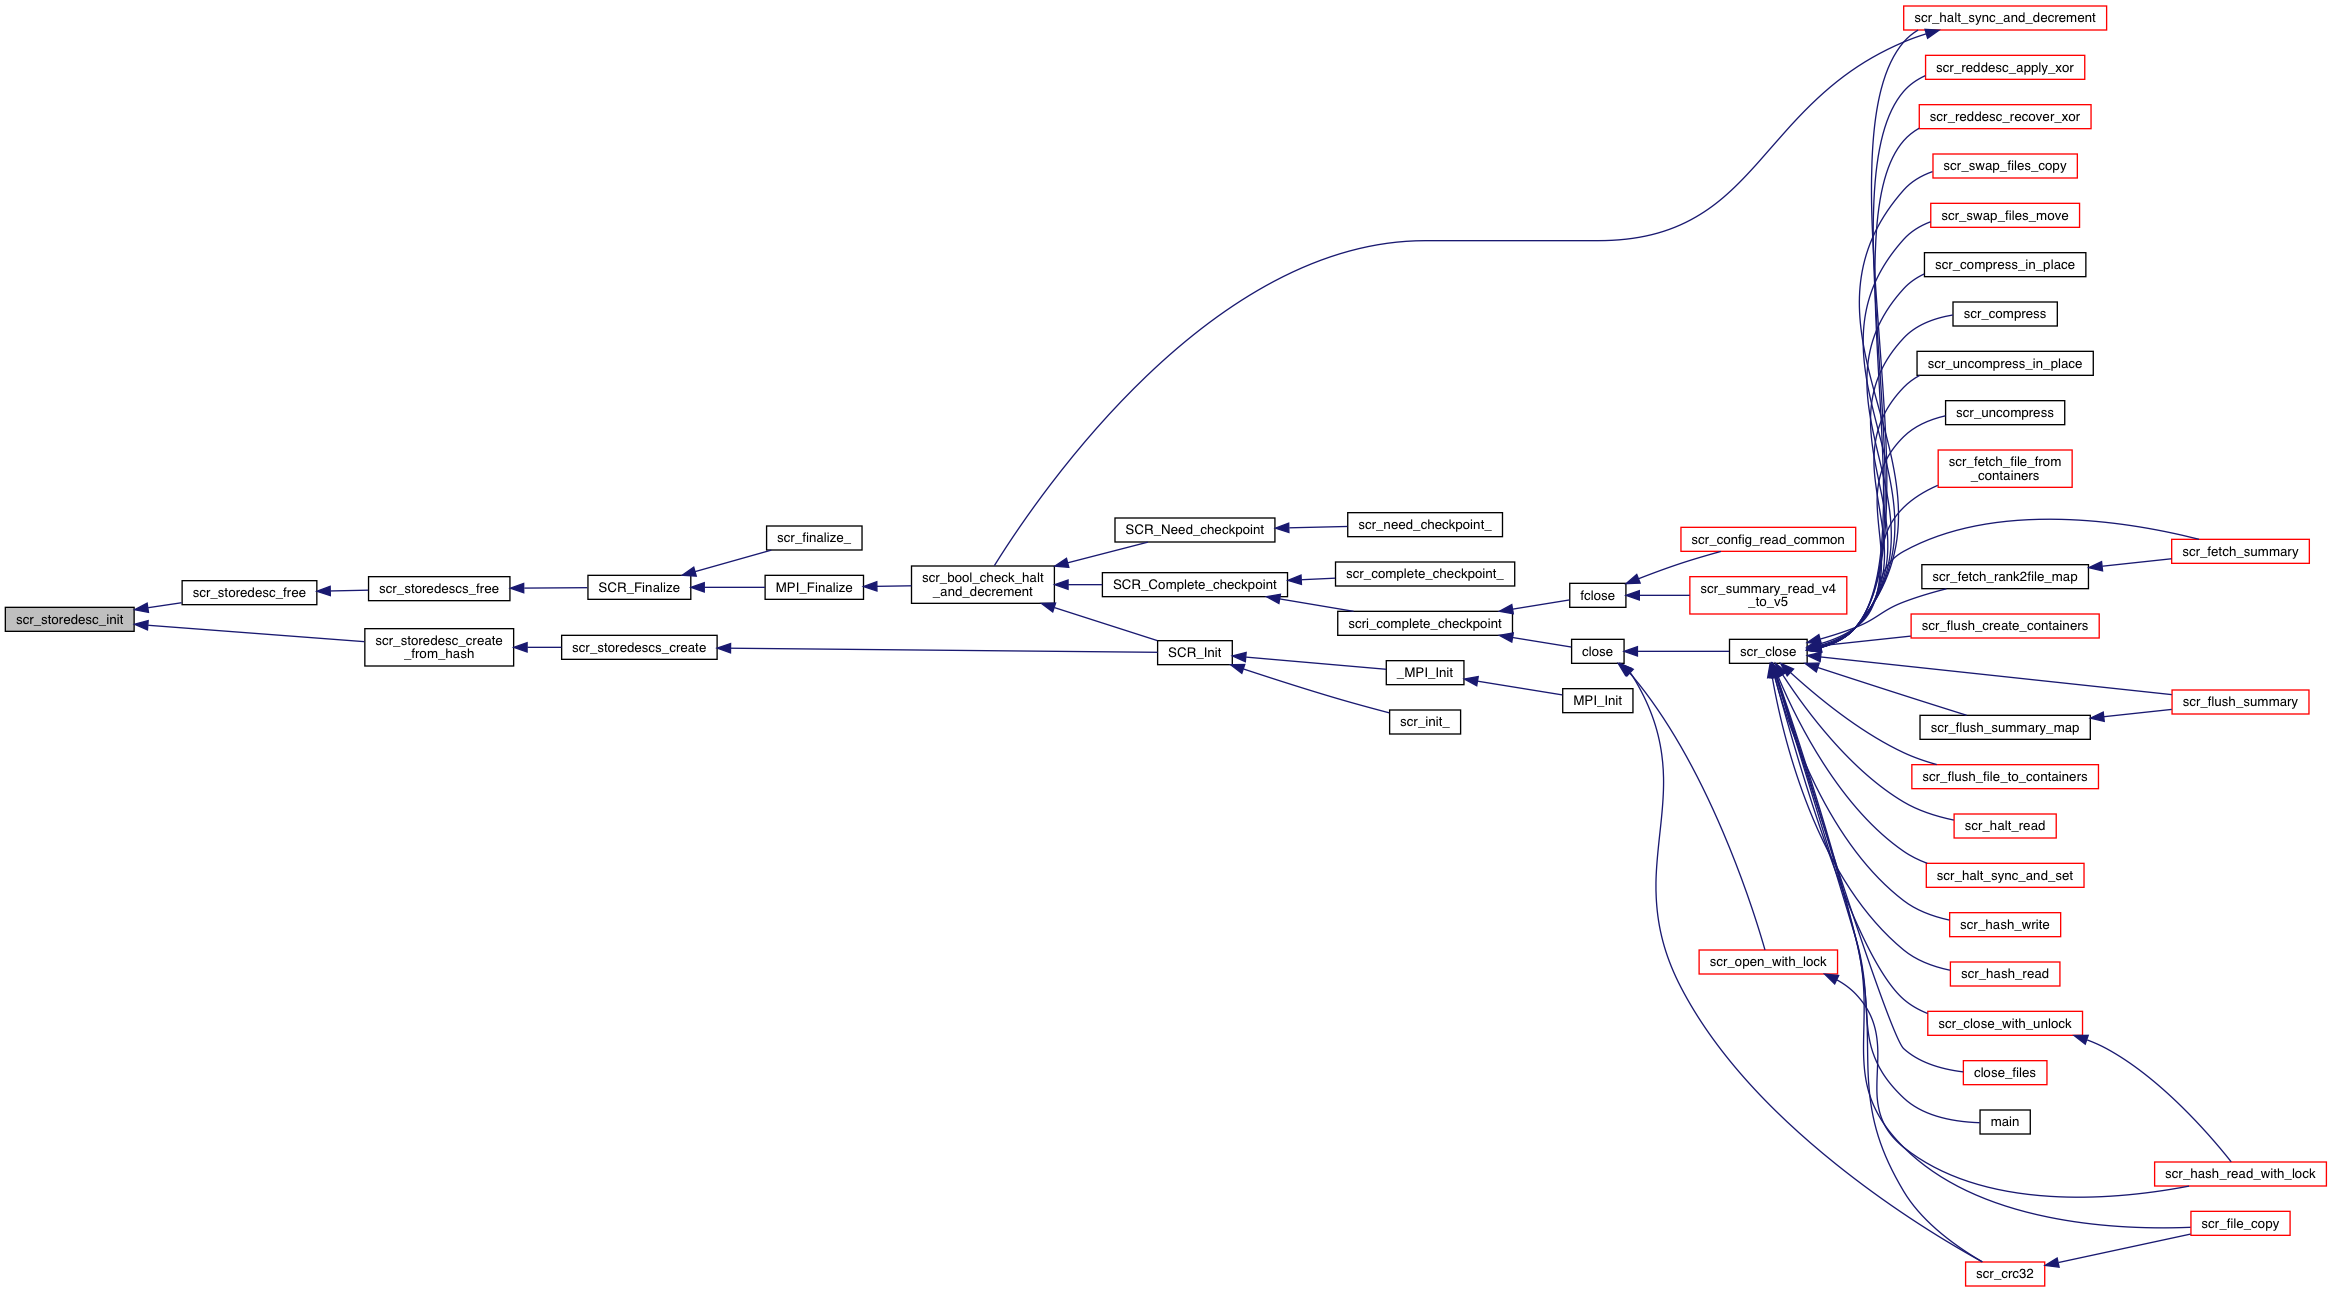 scr_halt_sync_and_decrement
scr_reddesc_apply_xor
scr_reddesc_recover_xor
scr_swap_files_copy
scr_swap_files_move
scr_compress_in_place
scr_compress
scr_uncompress_in_place
scr_uncompress
scr_fetch_file_from
_containers
scr_fetch_summary
scr_fetch_rank2file_map
scr_flush_create_containers
scr_flush_summary
scr_flush_summary_map
scr_flush_file_to_containers
scr_halt_read
scr_halt_sync_and_set
scr_hash_write
scr_hash_read
scr_close_with_unlock
close_files
main
scr_hash_read_with_lock
scr_file_copy
scr_crc32
scr_storedesc_init
scr_storedesc_free
scr_storedescs_free
SCR_Finalize
scr_finalize_
MPI_Finalize
scr_bool_check_halt
_and_decrement
SCR_Need_checkpoint
scr_need_checkpoint_
SCR_Complete_checkpoint
scr_complete_checkpoint_
scri_complete_checkpoint
fclose
scr_config_read_common
scr_summary_read_v4
_to_v5
close
scr_close
scr_open_with_lock
scr_storedesc_create
_from_hash
scr_storedescs_create
SCR_Init
_MPI_Init
MPI_Init
scr_init_